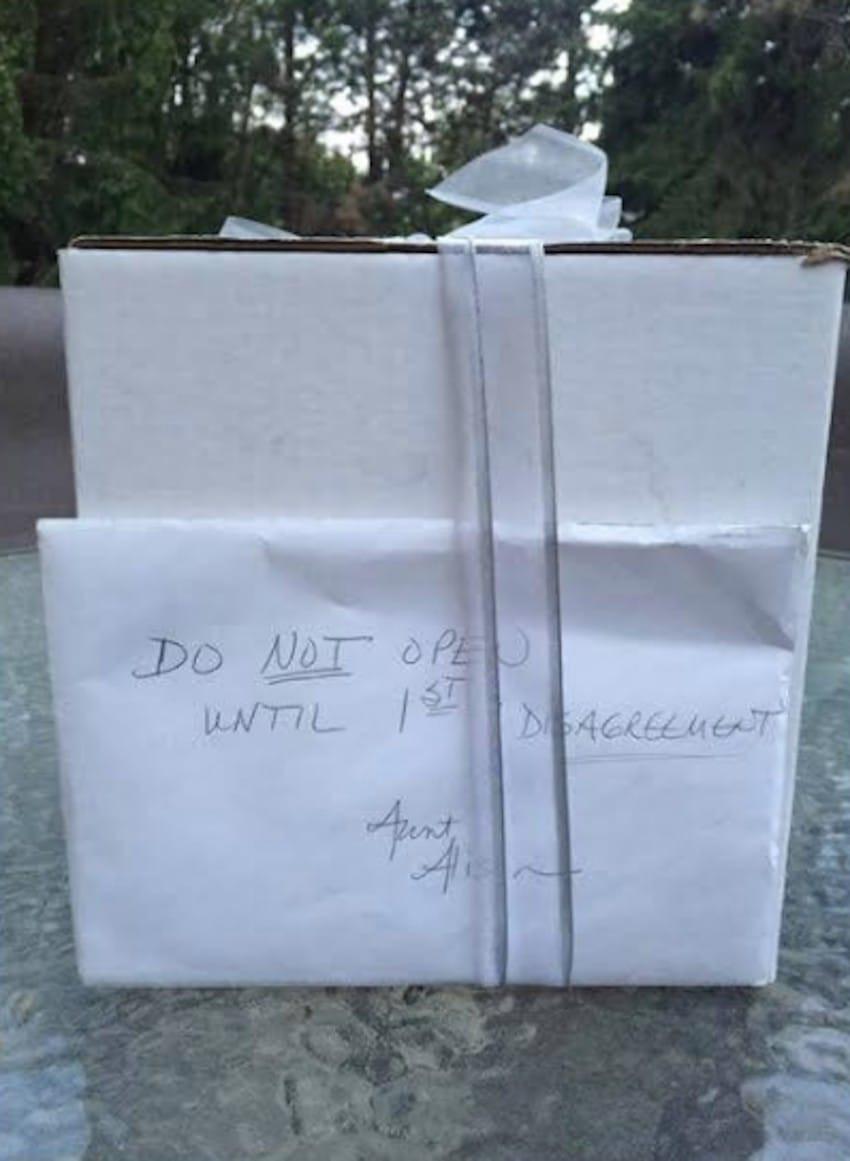 DO NOT OPEN
UNTIL 1ST DISAGREEMENT
Aunt